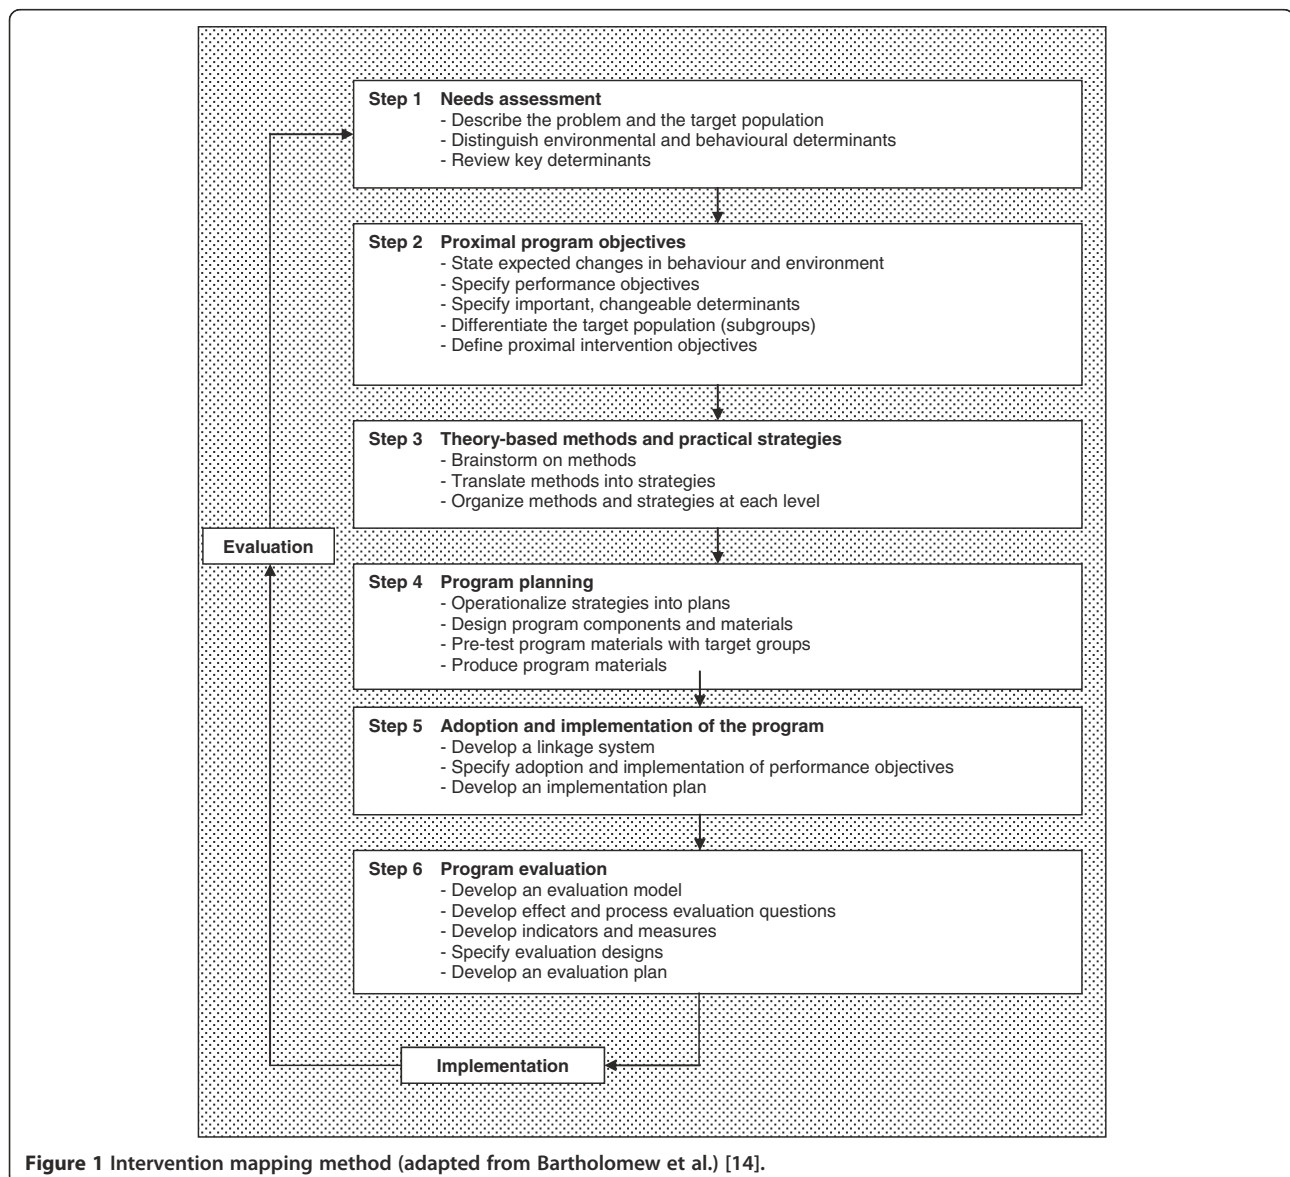 Step 1 Needs assessment
- Describe the problem and the target population
- Distinguish environmental and behavioural determinants
- Review key determinants
Step 2 Proximal program objectives
- State expected changes in behaviour and environment
- Specify performance objectives
- Specify important, changeable determinants
- Differentiate the target population (subgroups)
- Define proximal intervention objectives
Step 3 Theory-based methods and practical strategies
- Brainstorm on methods
- Translate methods into strategies
- Organize methods and strategies at each level
Evaluation
Step 4 Program planning
- Operationalize strategies into plans
- Design program components and materials
- Pre-test program materials with target groups
- Produce program materials
Step 5 Adoption and implementation of the program
- Develop a linkage system
- Specify adoption and implementation of performance objectives
- Develop an implementation plan
Step 6 Program evaluation
- Develop an evaluation model
- Develop effect and process evaluation questions
- Develop indicators and measures
- Specify evaluation designs
- Develop an evaluation plan
Implementation
Figure 1 Intervention mapping method (adapted from Bartholomew et al.) [14].